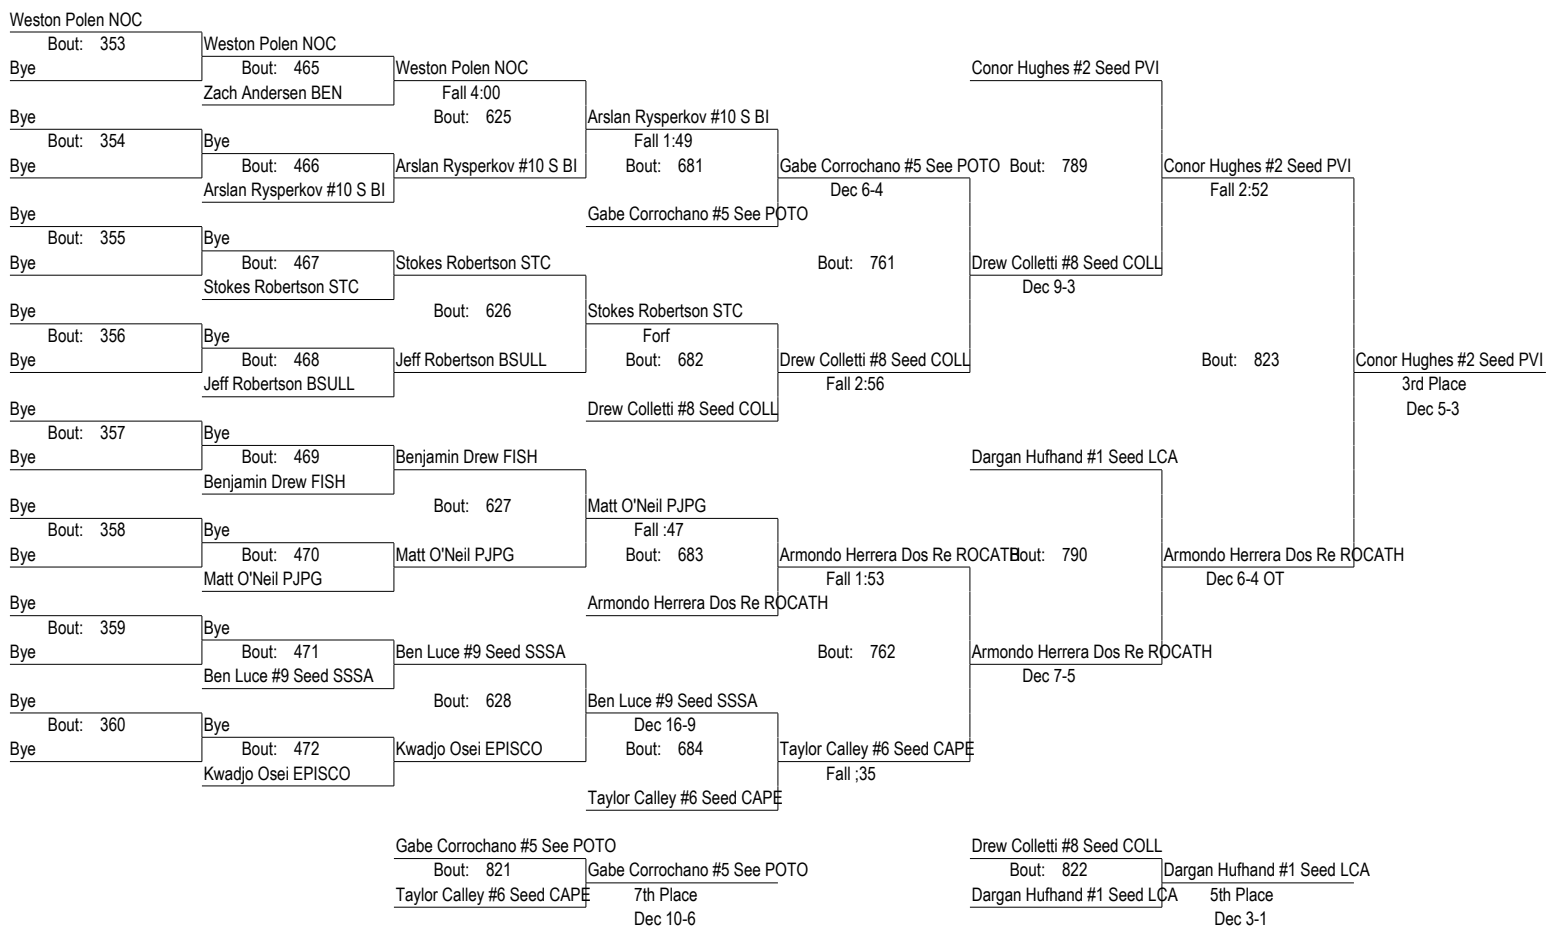 Weston Polen NOC
Bout: 353 Weston Polen NOC
Bye Bout: 465 Weston Polen NOC Conor Hughes #2 Seed PVI
Zach Andersen BEN Fall 4:00
Bye Bout: 625 Arslan Rysperkov #10 S BI
Bout: 354 Bye Fall 1:49
Bye Bout: 466 Arslan Rysperkov #10 S BI Bout: 681 Gabe Corrochano #5 See POTO Bout: 789 Conor Hughes #2 Seed PVI
Arslan Rysperkov #10 S BI Dec 6-4 Fall 2:52
Bye Gabe Corrochano #5 See POTO
Bout: 355 Bye
Bye Bout: 467 Stokes Robertson STC Bout: 761 Drew Colletti #8 Seed COLL
Stokes Robertson STC Dec 9-3
Bye Bout: 626 Stokes Robertson STC
Bout: 356 Bye Forf
Bye Bout: 468 Jeff Robertson BSULL Bout: 682 Drew Colletti #8 Seed COLL Bout: 823 Conor Hughes #2 Seed PVI
Jeff Robertson BSULL Fall 2:56 3rd Place
Bye Drew Colletti #8 Seed COLL Dec 5-3
Bout: 357 Bye
Bye Bout: 469 Benjamin Drew FISH Dargan Hufhand #1 Seed LCA
Benjamin Drew FISH
Bye Bout: 627 Matt O'Neil PJPG
Bout: 358 Bye Fall :47
Bye Bout: 470 Matt O'Neil PJPG Bout: 683 Armondo Herrera Dos Re ROCATH Bout: 790 Armondo Herrera Dos Re ROCATH
Matt O'Neil PJPG Fall 1:53 Dec 6-4 OT
Bye Armondo Herrera Dos Re ROCATH
Bout: 359 Bye
Bye Bout: 471 Ben Luce #9 Seed SSSA Bout: 762 Armondo Herrera Dos Re ROCATH
Ben Luce #9 Seed SSSA Dec 7-5
Bye Bout: 628 Ben Luce #9 Seed SSSA
Bout: 360 Bye Dec 16-9
Bye Bout: 472 Kwadjo Osei EPISCO Bout: 684 Taylor Calley #6 Seed CAPE
Kwadjo Osei EPISCO Fall ;35
Taylor Calley #6 Seed CAPE
Gabe Corrochano #5 See POTO Drew Colletti #8 Seed COLL
Bout: 821 Gabe Corrochano #5 See POTO Bout: 822 Dargan Hufhand #1 Seed LCA
Taylor Calley #6 Seed CAPE 7th Place Dargan Hufhand #1 Seed LCA 5th Place
Dec 10-6 Dec 3-1